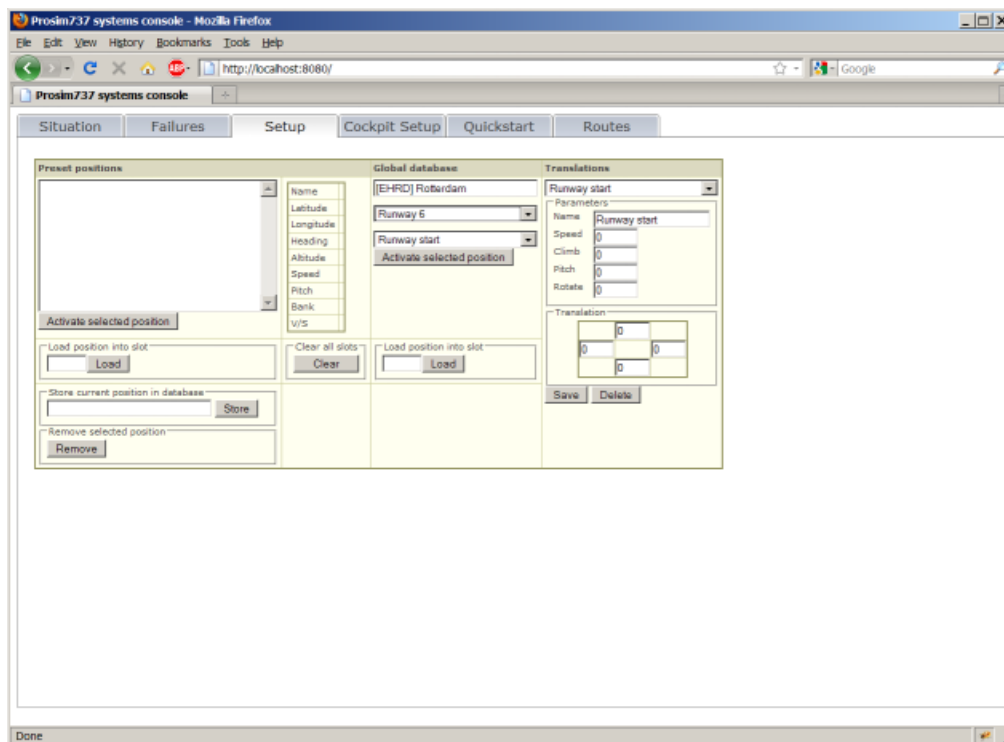 Prosim737 systems console - Mozilla Firefox
File Edit View History Bookmarks Tools Help
ABP http://localhost:8080/ Google
Prosim737 systems console
Situation Failures Setup Cockpit Setup Quickstart Routes
Preset positions Global database Translations
Name
Latitude
Longitude
Heading
Altitude
Speed
Pitch
Bank
V/S
Activate selected position
[EHRD] Rotterdam
Runway 6
Runway start
Activate selected position
Runway start
Parameters
Name Runway start
Speed 0
Climb 0
Pitch 0
Rotate 0
Translation
0
0 0
0
Save Delete
Load position into slot
Load
Clear all slots
Clear
Load position into slot
Load
Store current position in database
Store
Remove selected position
Remove
Done